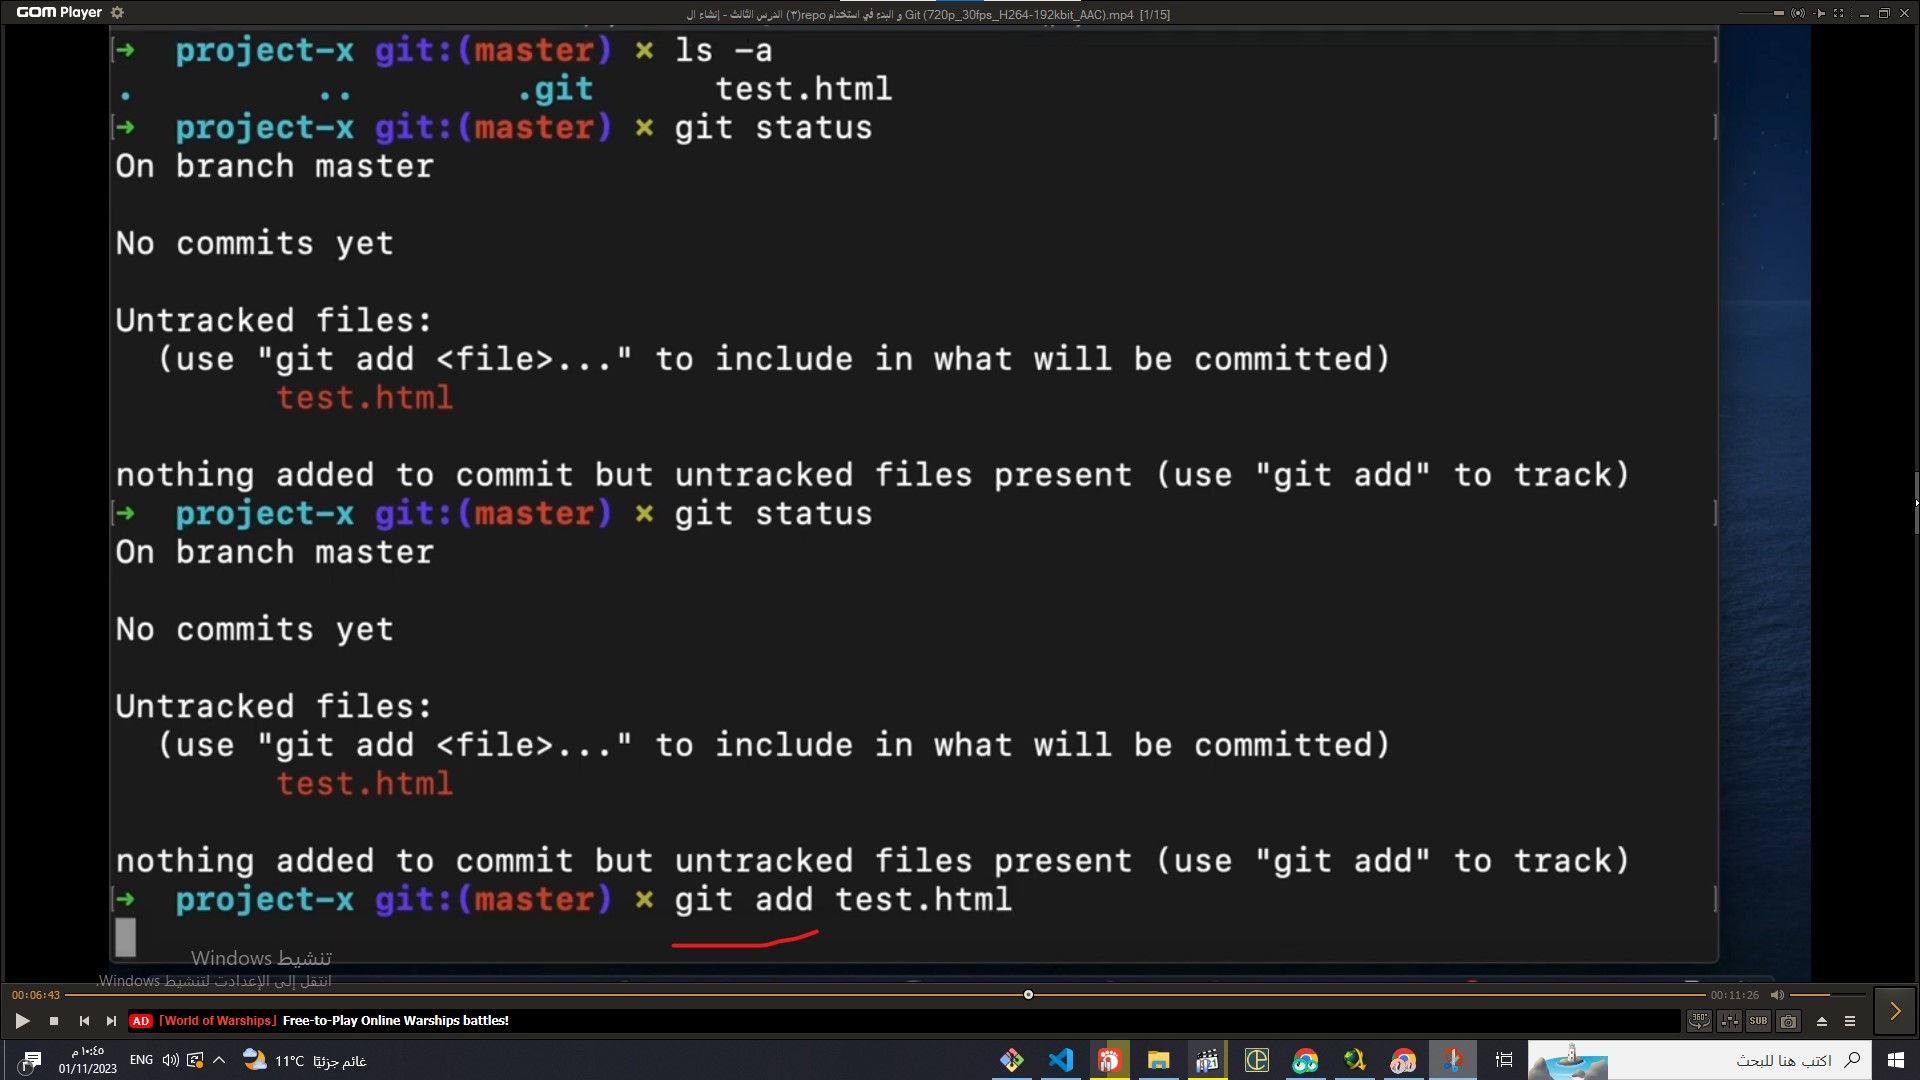 GOM Player
الدرس الثالث - إنشاء ال repo(٣) و البدء في استخدام Git (720p_30fps_H264-192kbit_AAC).mp4 [1/15]
➜ project-x git:(master) × ls -a
. .. .git test.html
➜ project-x git:(master) × git status
On branch master
No commits yet
Untracked files:
(use "git add <file>..." to include in what will be committed)
test.html
nothing added to commit but untracked files present (use "git add" to track)
➜ project-x git:(master) × git status
On branch master
No commits yet
Untracked files:
(use "git add <file>..." to include in what will be committed)
test.html
nothing added to commit but untracked files present (use "git add" to track)
➜ project-x git:(master) × git add test.html
تنشيط Windows
انتقل إلى الإعدادت لتنشيط Windows.
00:06:43
00:11:26
AD [World of Warships] Free-to-Play Online Warships battles!
360°
SUB
١٠:٤٥ م
01/11/2023
ENG
11°C غائم جزئيًا
321
اكتب هنا للبحث